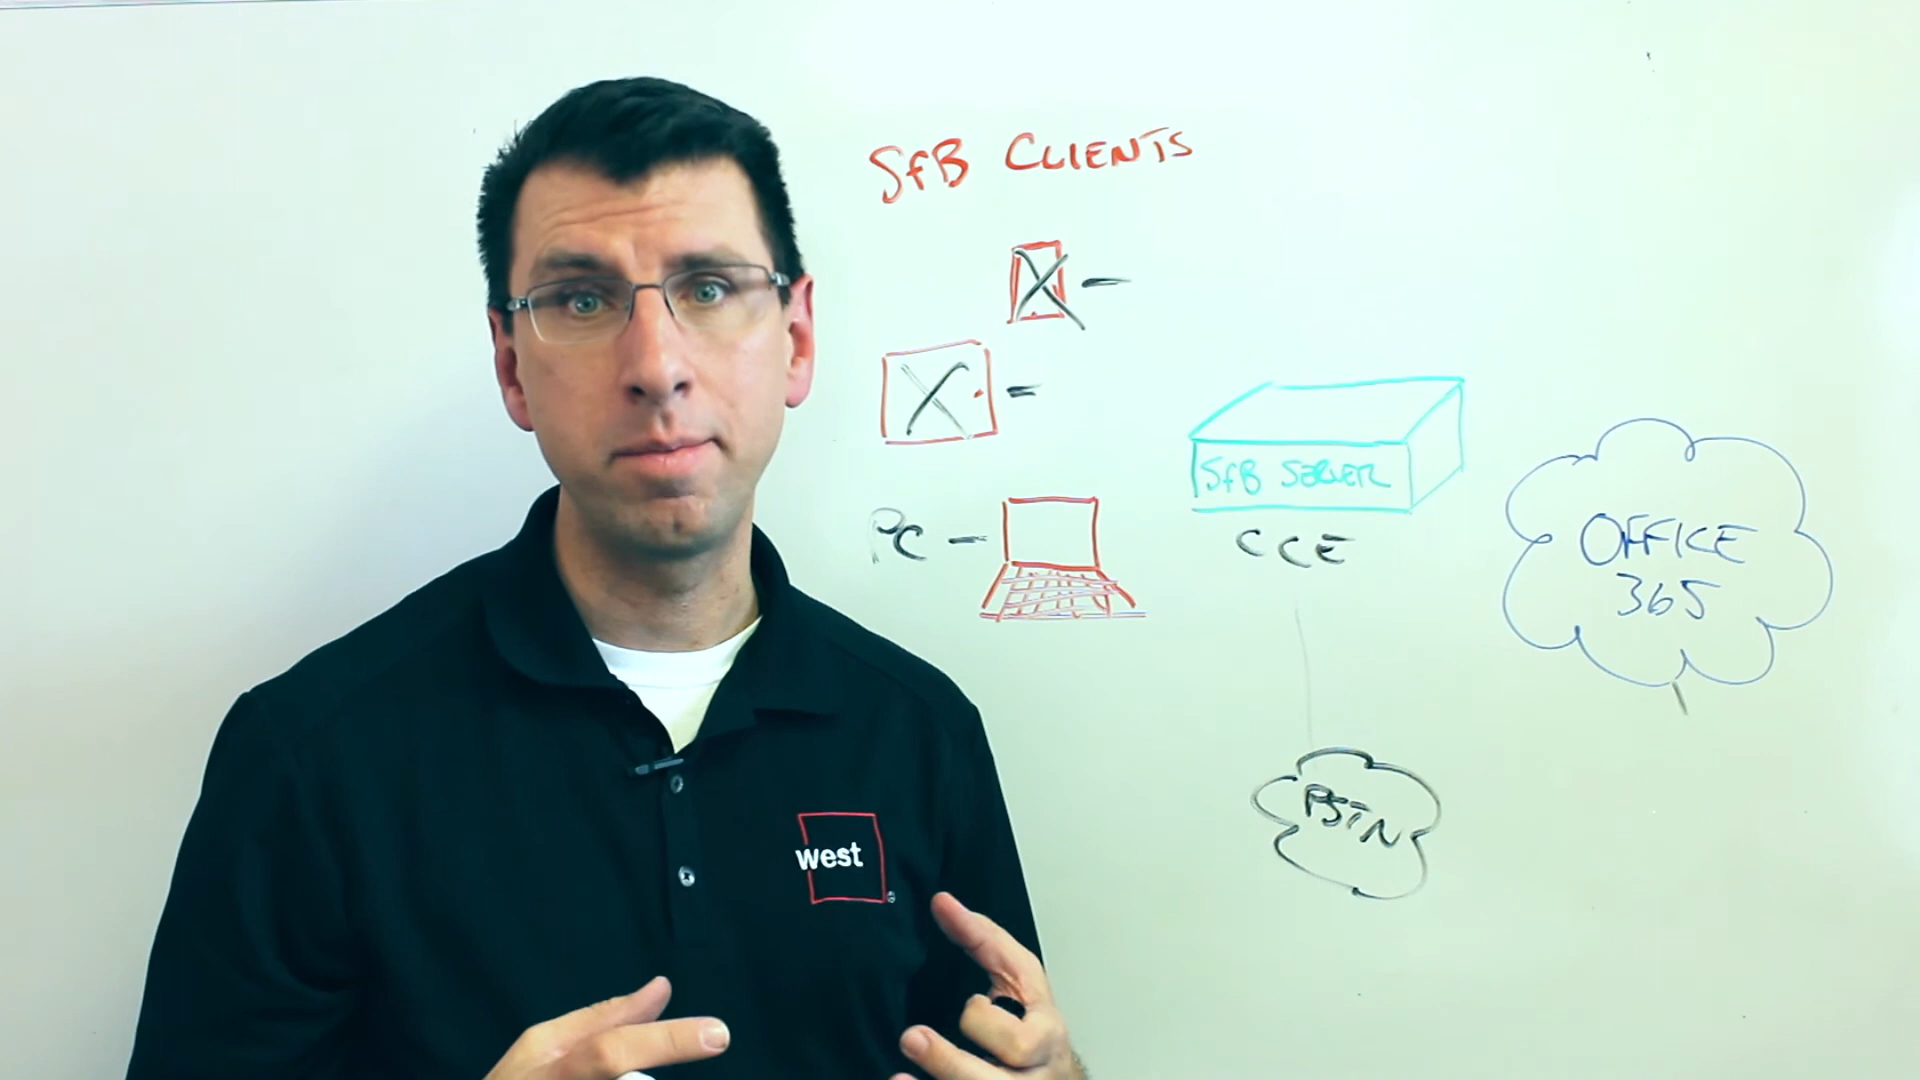 SfB CLIENTS
SfB SERVER
PC -
CCE
OFFICE
365
PSTN
west